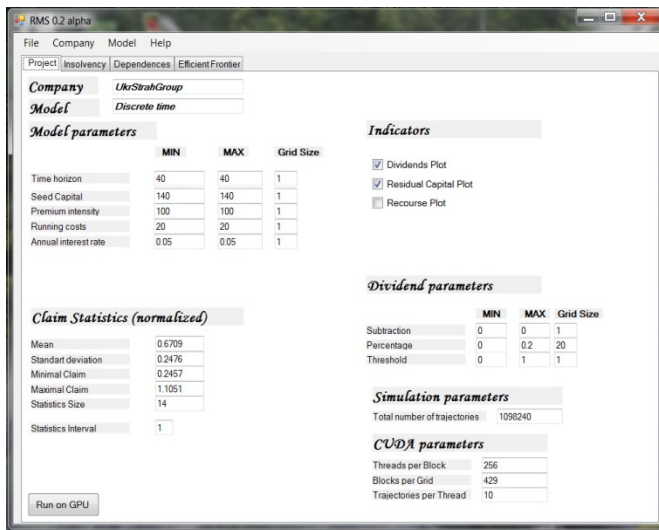 RMS 0.2 alpha
File Company Model Help
Project Insolvency Dependences Efficient Frontier
Company UkrStrahGroup
Model Discrete time
Model parameters
MIN MAX Grid Size
Time horizon 40 40 1
Seed Capital 140 140 1
Premium intensity 100 100 1
Running costs 20 20 1
Annual interest rate 0.05 0.05 1
Claim Statistics (normalized)
Mean 0.6709
Standart deviation 0.2476
Minimal Claim 0.2457
Maximal Claim 1.1051
Statistics Size 14
Statistics Interval 1
Run on GPU
Indicators
Dividends Plot
Residual Capital Plot
Recourse Plot
Dividend parameters
MIN MAX Grid Size
Subtraction 0 0 1
Percentage 0 0.2 20
Threshold 0 1 1
Simulation parameters
Total number of trajectories 1098240
CUDA parameters
Threads per Block 256
Blocks per Grid 429
Trajectories per Thread 10